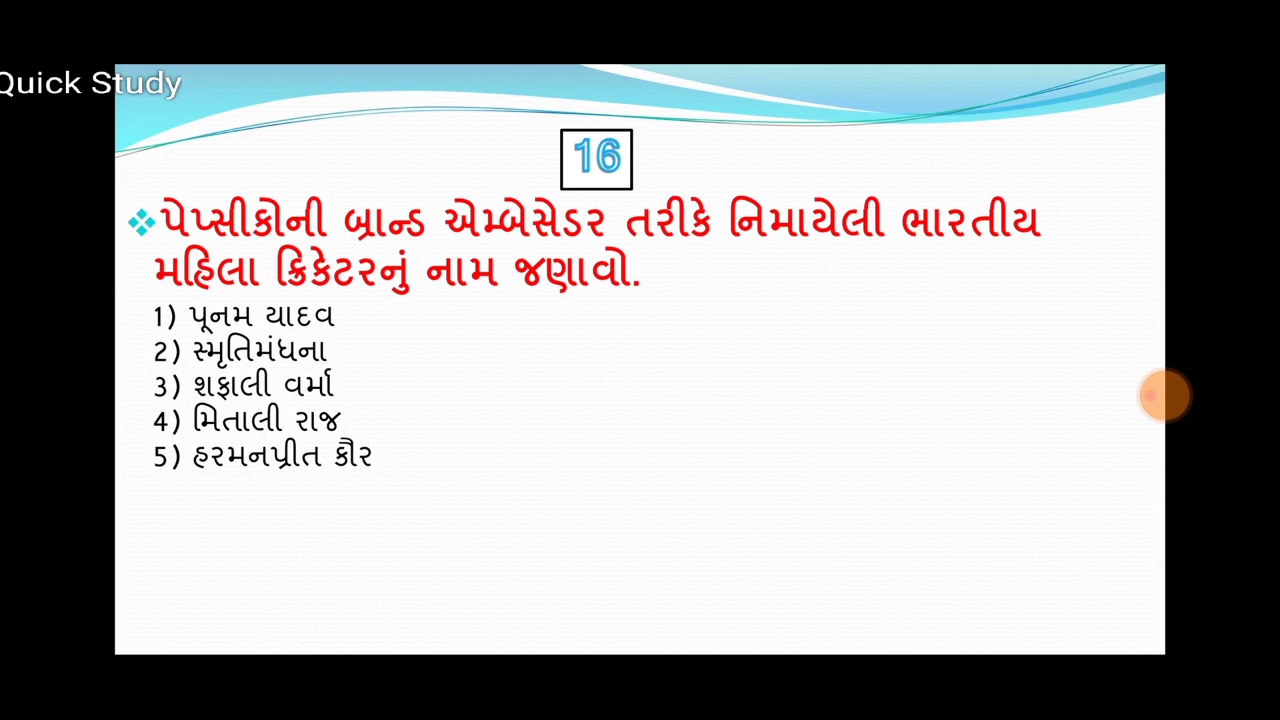 Quick Study
16
પેપ્સીકોની બ્રાન્ડ એમ્બેસેડર તરીકે નિમાયેલી ભારતીય
મહિલા ક્રિકેટરનું નામ જણાવો.
1) પૂનમ યાદવ
2) સ્મૃતિમંધના
3) શફાલી વર્મા
4) મિતાલી રાજ
5) હરમનપ્રીત કૌર